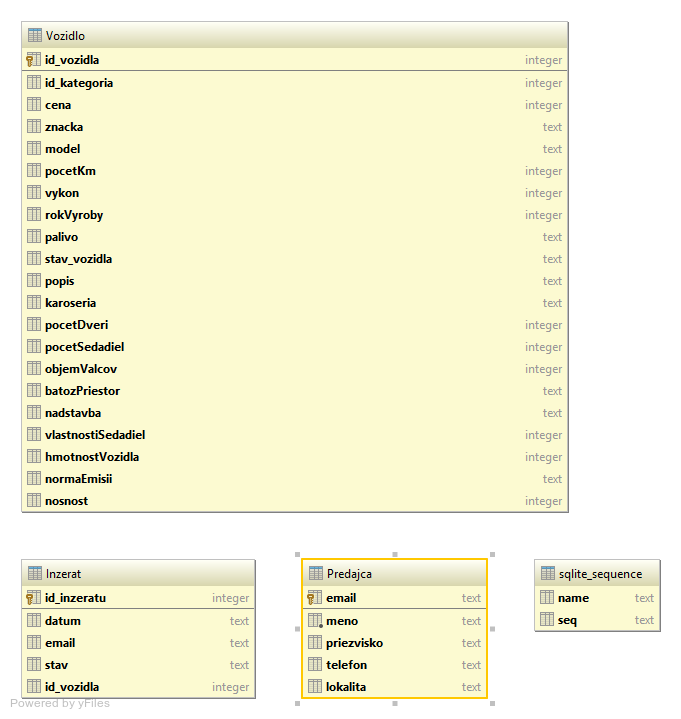 Vozidlo
id_vozidla integer
id_kategoria integer
cena integer
znacka text
model text
pocetKm integer
vykon integer
rokVyroby integer
palivo text
stav_vozidla text
popis text
karoseria text
pocetDveri integer
pocetSedadiel integer
objemValcov integer
batozPriestor text
nadstavba text
vlastnostiSedadiel integer
hmotnostVozidla integer
normaEmisii text
nosnost integer
Inzerat
id_inzeratu integer
datum text
email text
stav text
id_vozidla integer
Predajca
email text
meno text
priezvisko text
telefon text
lokalita text
sqlite_sequence
name text
seq text
Powered by yFiles